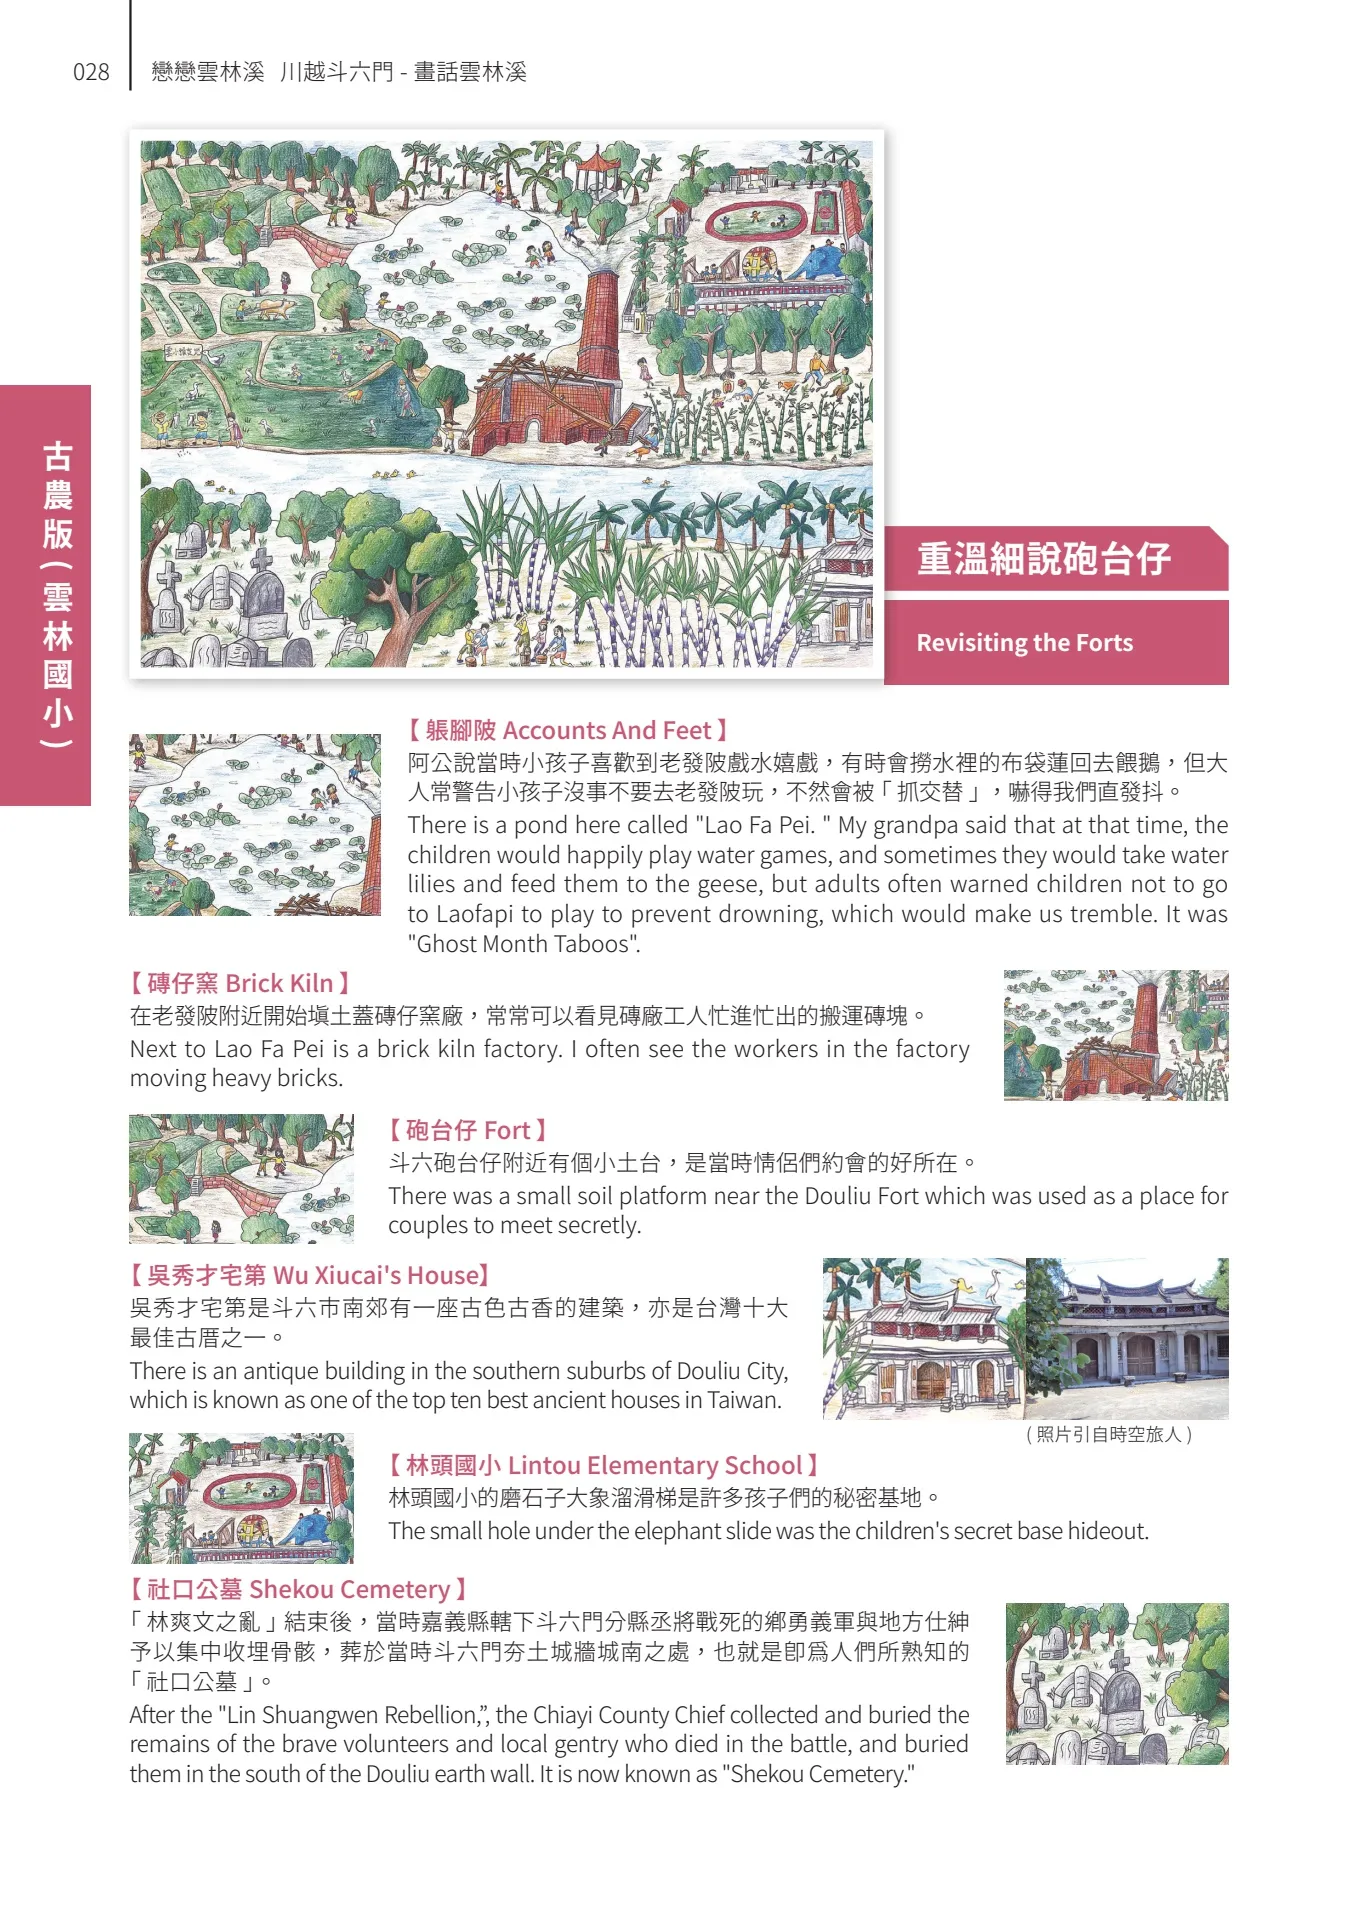 028
戀戀雲林溪 川越斗六門 - 畫話雲林溪
古農版(雲林國小)
重溫細說砲台仔
Revisiting the Forts
【 賬腳陂 Accounts And Feet 】
阿公說當時小孩子喜歡到老發陂戲水嬉戲，有時會撈水裡的布袋蓮回去餵鵝，但大
人常警告小孩子沒事不要去老發陂玩，不然會被「 抓交替 」，嚇得我們直發抖。
There is a pond here called "Lao Fa Pei. " My grandpa said that at that time, the
children would happily play water games, and sometimes they would take water
lilies and feed them to the geese, but adults often warned children not to go
to Laofapi to play to prevent drowning, which would make us tremble. It was
"Ghost Month Taboos".
【 磚仔窯 Brick Kiln 】
在老發陂附近開始填土蓋磚仔窯廠，常常可以看見磚廠工人忙進忙出的搬運磚塊。
Next to Lao Fa Pei is a brick kiln factory. I often see the workers in the factory
moving heavy bricks.
【 砲台仔 Fort 】
斗六砲台仔附近有個小土台，是當時情侶們約會的好所在。
There was a small soil platform near the Douliu Fort which was used as a place for
couples to meet secretly.
【 吳秀才宅第 Wu Xiucai's House】
吳秀才宅第是斗六市南郊有一座古色古香的建築，亦是台灣十大
最佳古厝之一。
There is an antique building in the southern suburbs of Douliu City,
which is known as one of the top ten best ancient houses in Taiwan.
( 照片引自時空旅人 )
【 林頭國小 Lintou Elementary School 】
林頭國小的磨石子大象溜滑梯是許多孩子們的秘密基地。
The small hole under the elephant slide was the children's secret base hideout.
【 社口公墓 Shekou Cemetery 】
「 林爽文之亂 」結束後，當時嘉義縣轄下斗六門分縣丞將戰死的鄉勇義軍與地方仕紳
予以集中收埋骨骸，葬於當時斗六門夯土城牆城南之處，也就是即為人們所熟知的
「 社口公墓 」。
After the "Lin Shuangwen Rebellion,”, the Chiayi County Chief collected and buried the
remains of the brave volunteers and local gentry who died in the battle, and buried
them in the south of the Douliu earth wall. It is now known as "Shekou Cemetery."